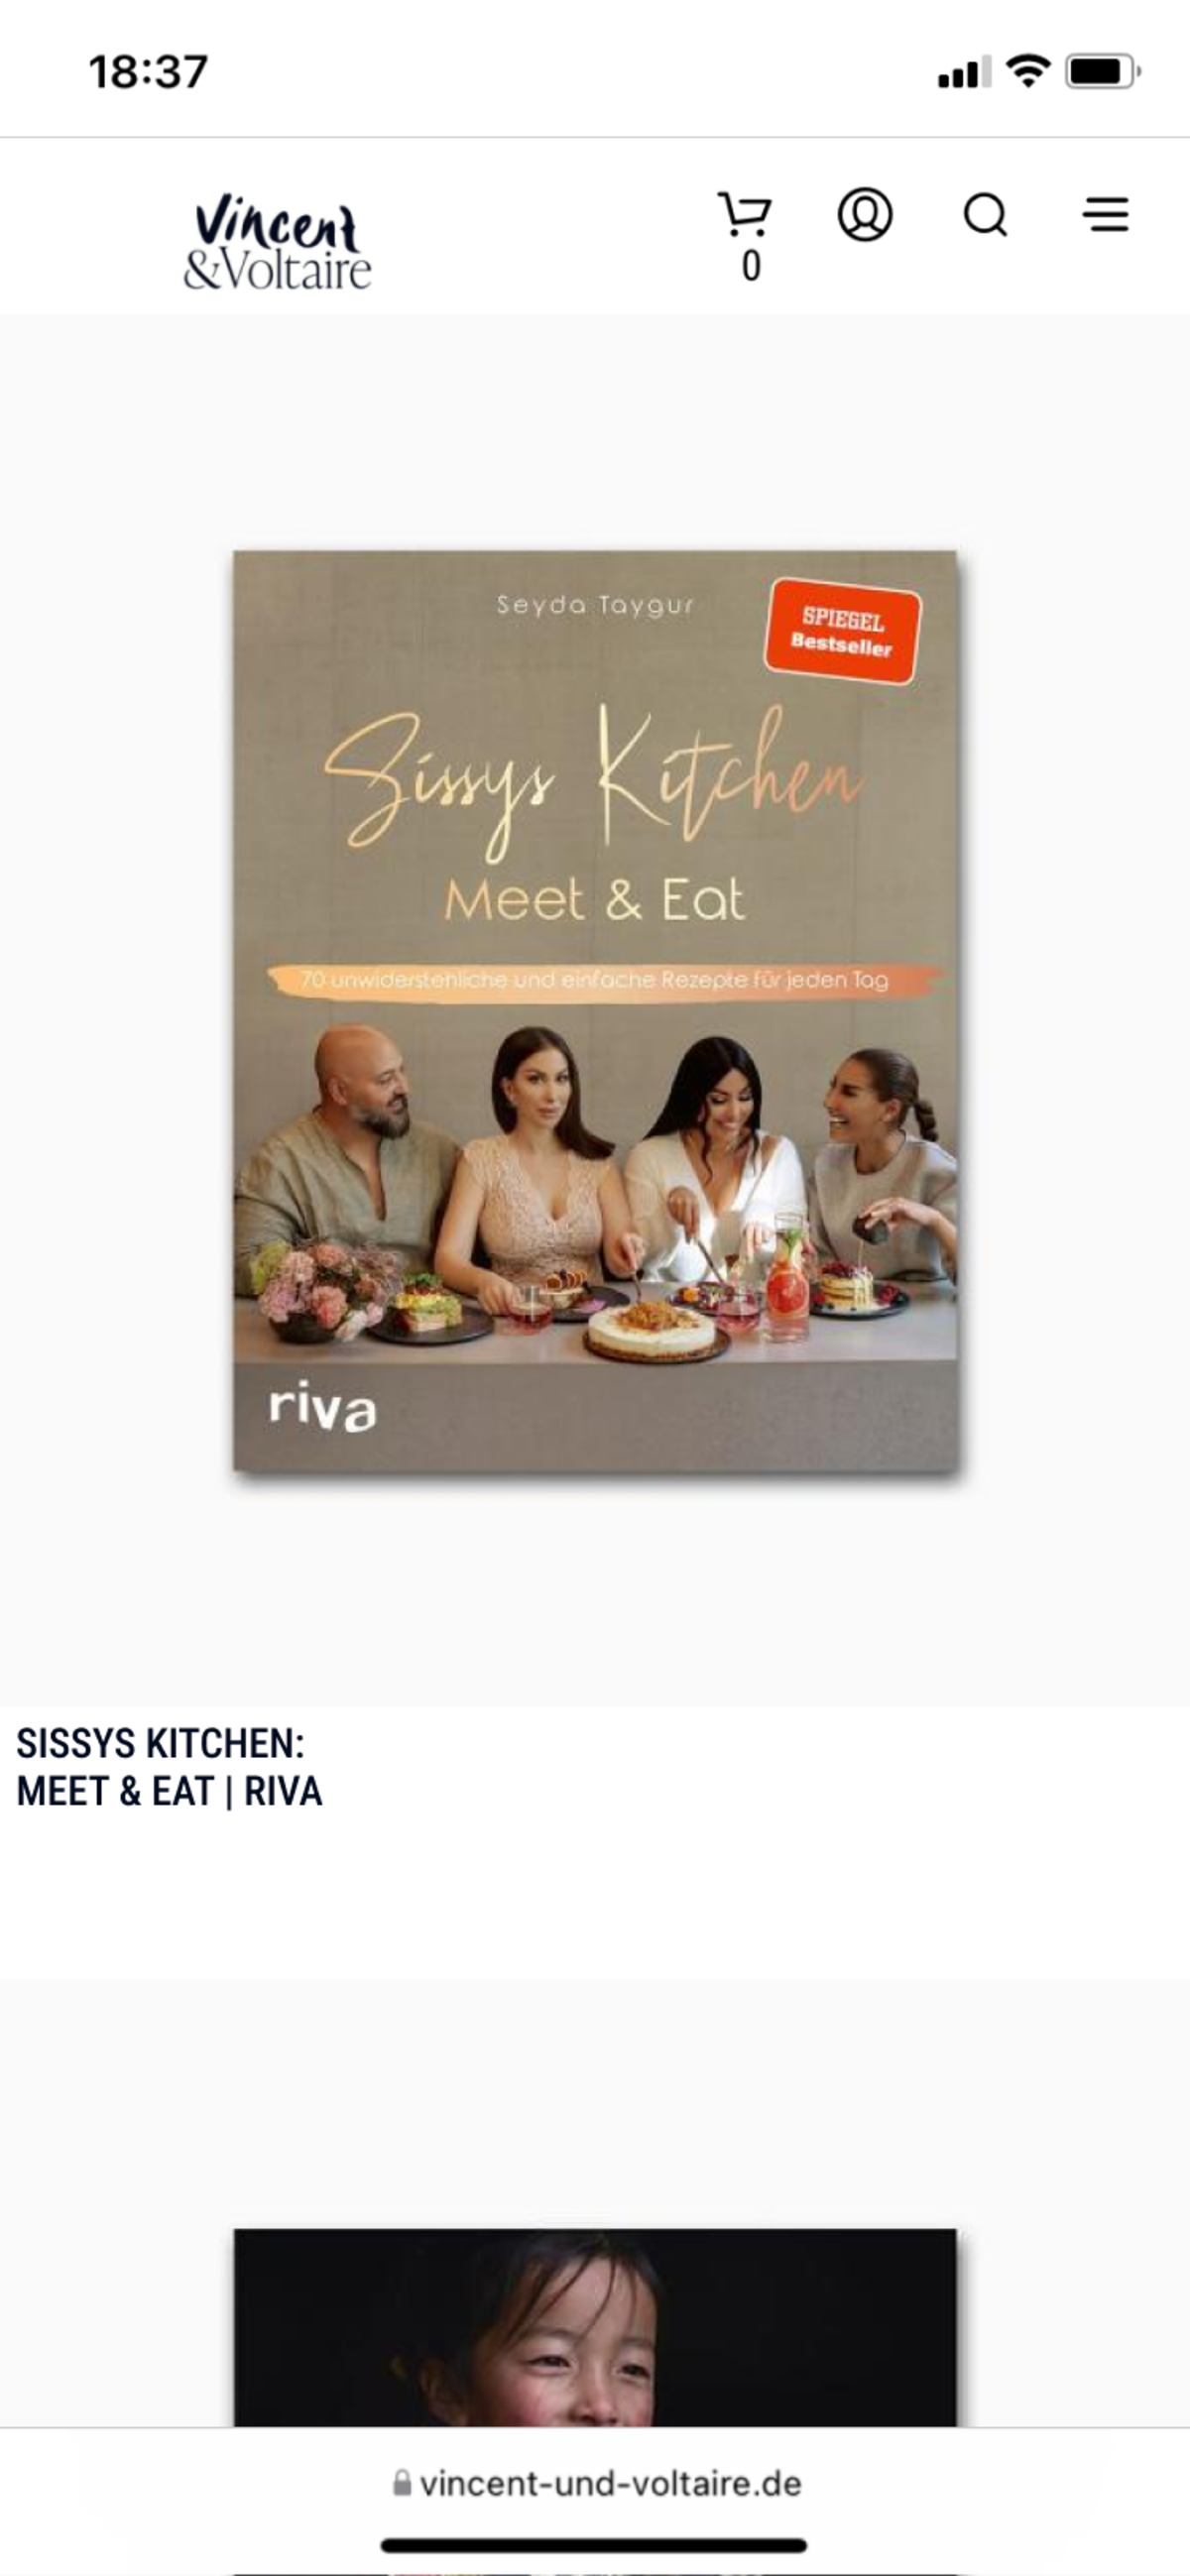 18:37
Vincent
&Voltaire
0
Seyda Taygur
SPIEGEL
Bestseller
Sissys Kitchen
Meet & Eat
70 unwiderstehliche und einfache Rezepte für jeden Tag
riva
SISSYS KITCHEN:
MEET & EAT | RIVA
vincent-und-voltaire.de